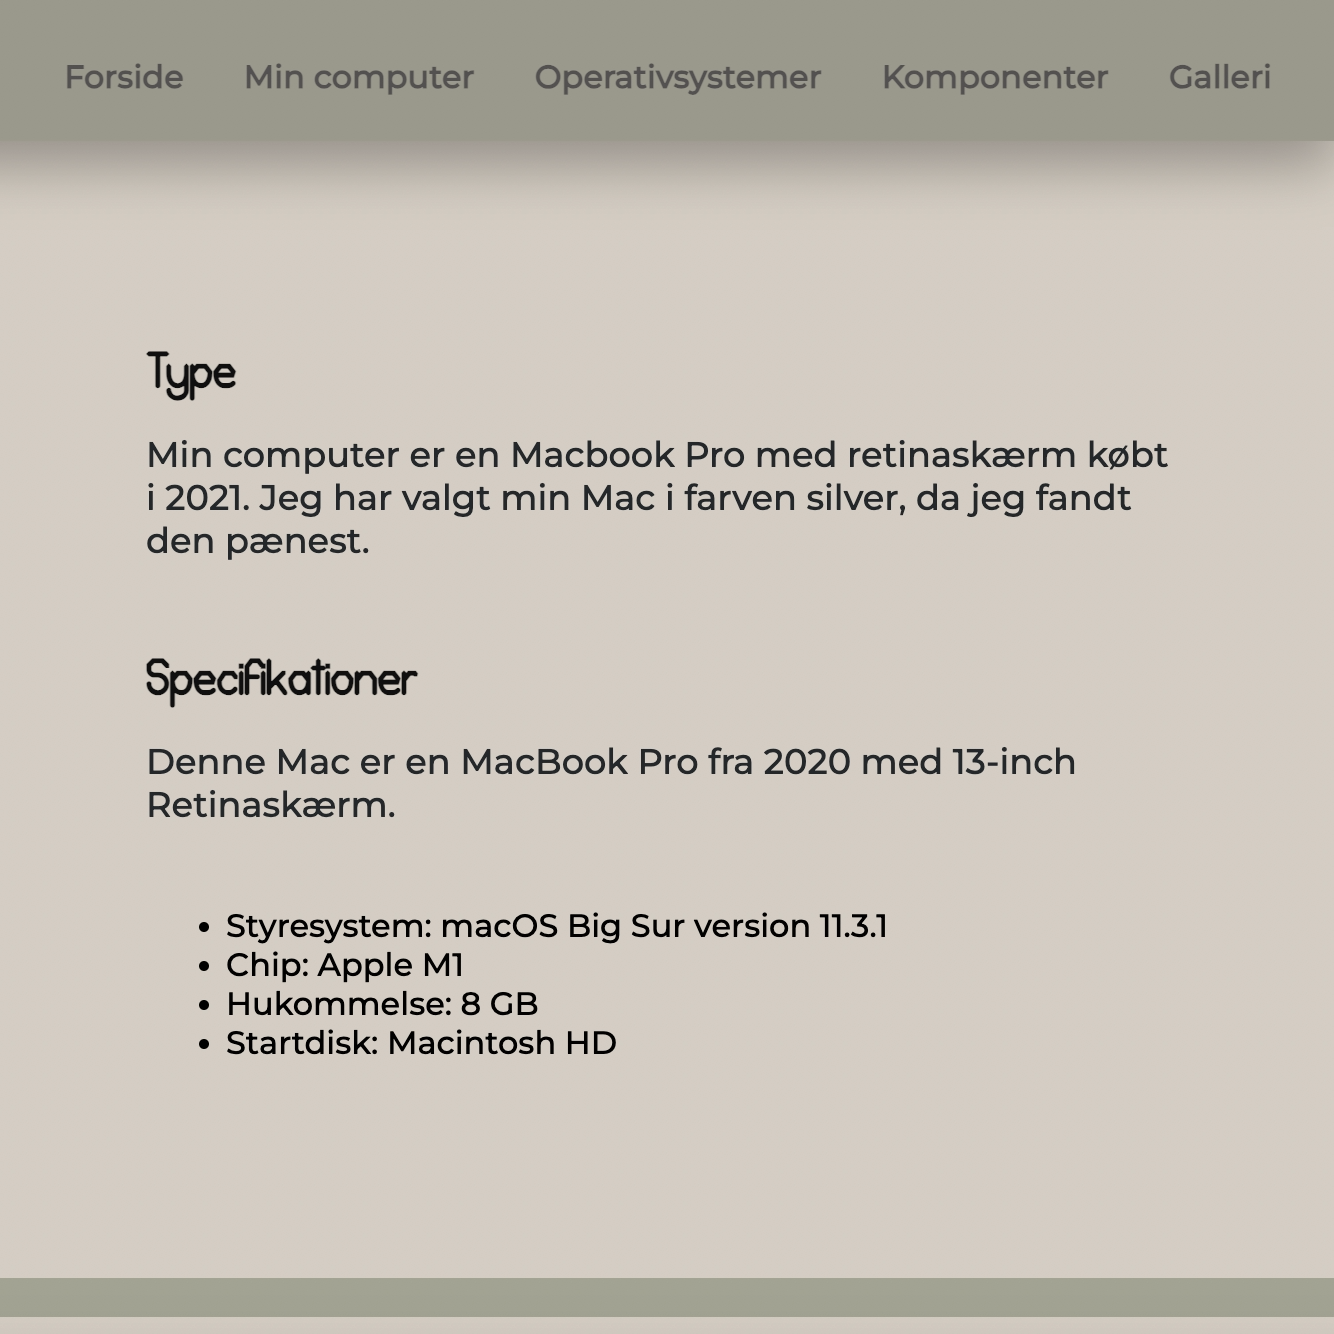 Forside Min computer Operativsystemer Komponenter Galleri
Type
Min computer er en Macbook Pro med retinaskærm købt
i 2021. Jeg har valgt min Mac i farven silver, da jeg fandt
den pænest.
Specifikationer
Denne Mac er en MacBook Pro fra 2020 med 13-inch
Retinaskærm.
• Styresystem: macOS Big Sur version 11.3.1
• Chip: Apple M1
• Hukommelse: 8 GB
• Startdisk: Macintosh HD